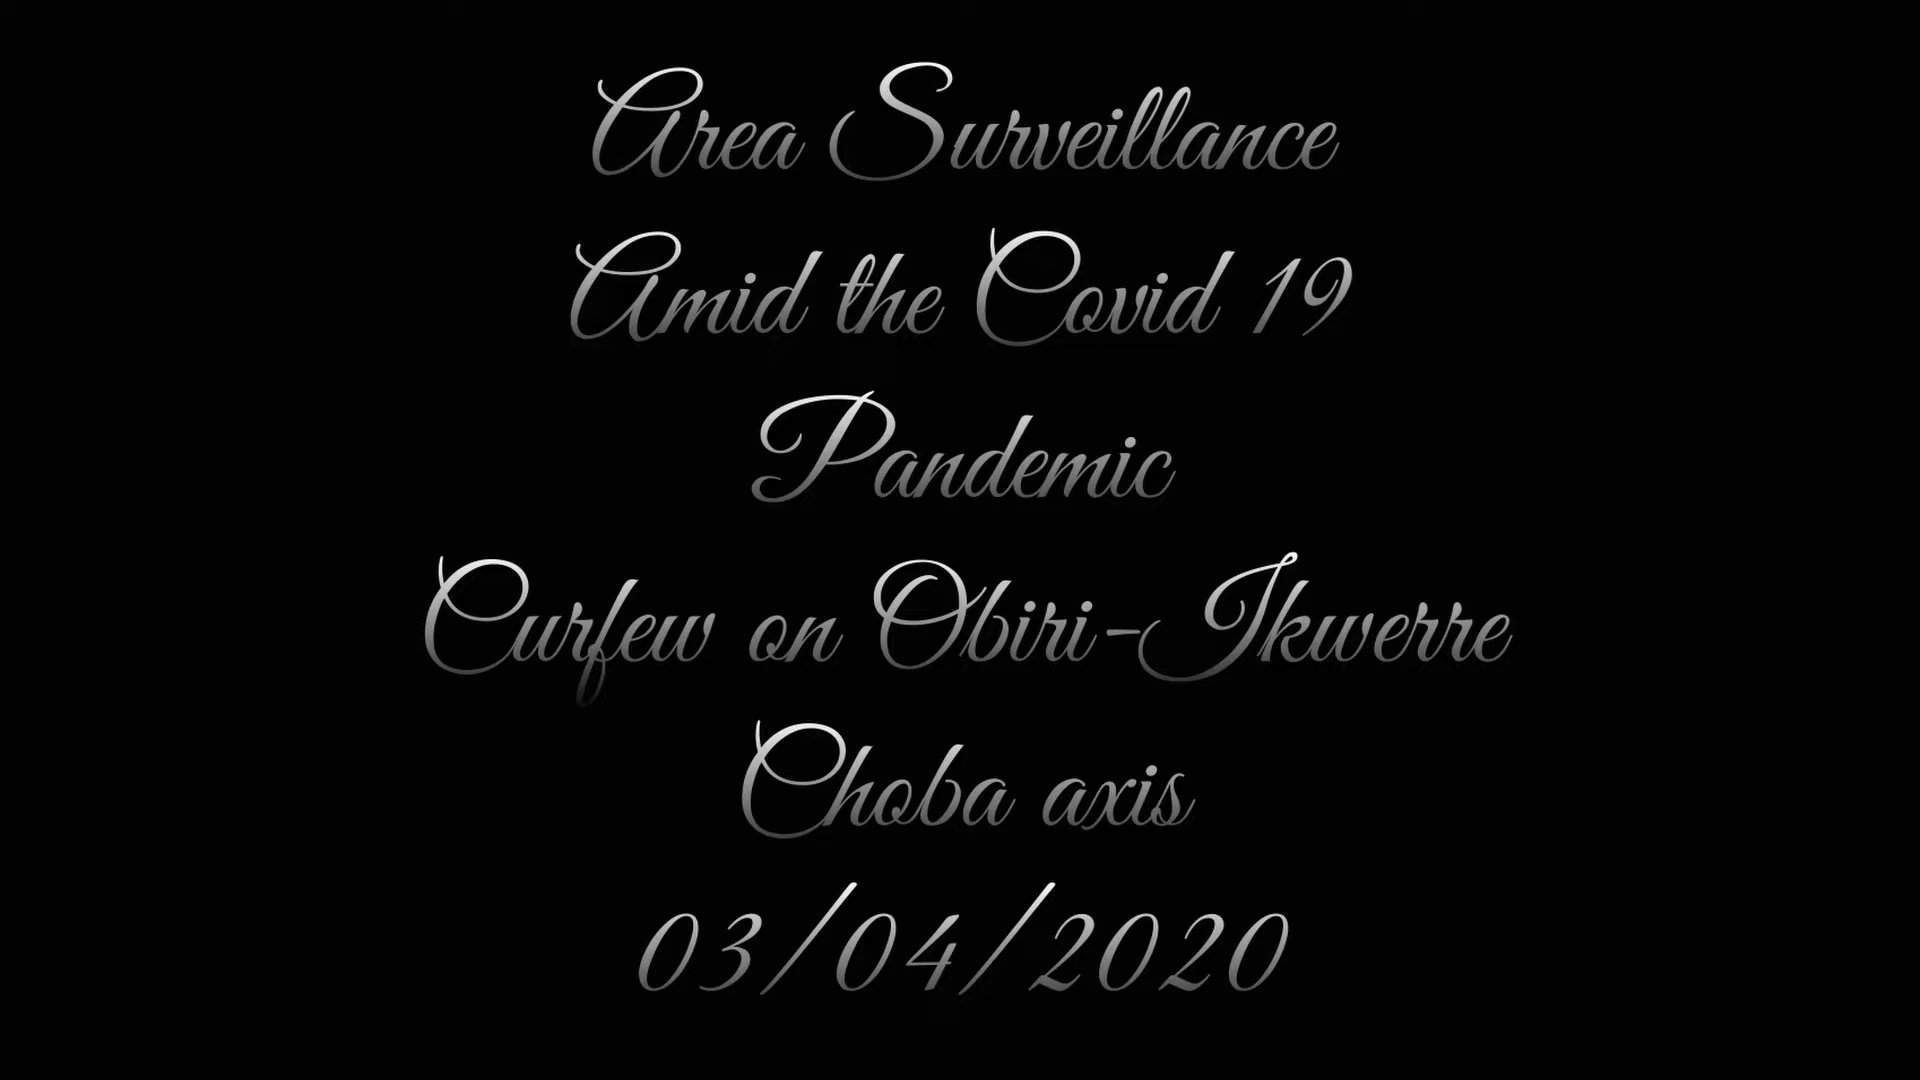 Area Surveillance
Amid the Covid 19
Pandemic
Curfew on Obiri-Ikwerre
Choba axis
03/04/2020